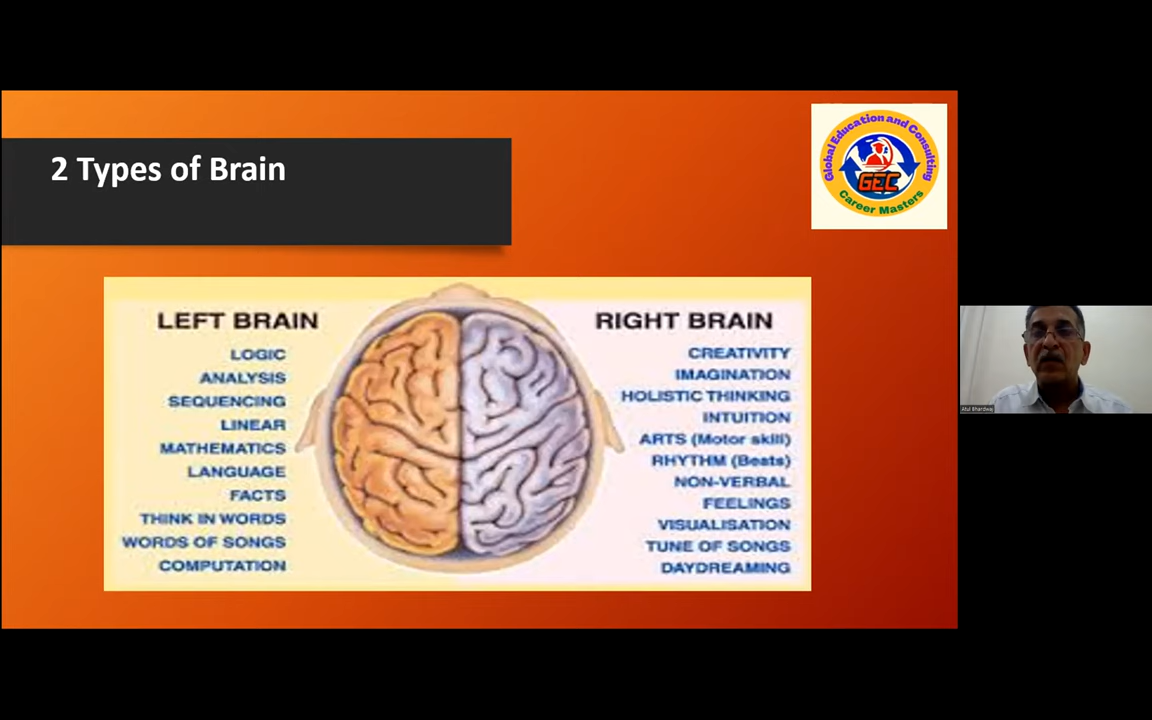 2 Types of Brain
Global Education and Consulting
GEC
Career Masters
LEFT BRAIN
LOGIC
ANALYSIS
SEQUENCING
LINEAR
MATHEMATICS
LANGUAGE
FACTS
THINK IN WORDS
WORDS OF SONGS
COMPUTATION
RIGHT BRAIN
CREATIVITY
IMAGINATION
HOLISTIC THINKING
INTUITION
ARTS (Motor skill)
RHYTHM (Beats)
NON-VERBAL
FEELINGS
VISUALISATION
TUNE OF SONGS
DAYDREAMING
Atul Bhardwaj